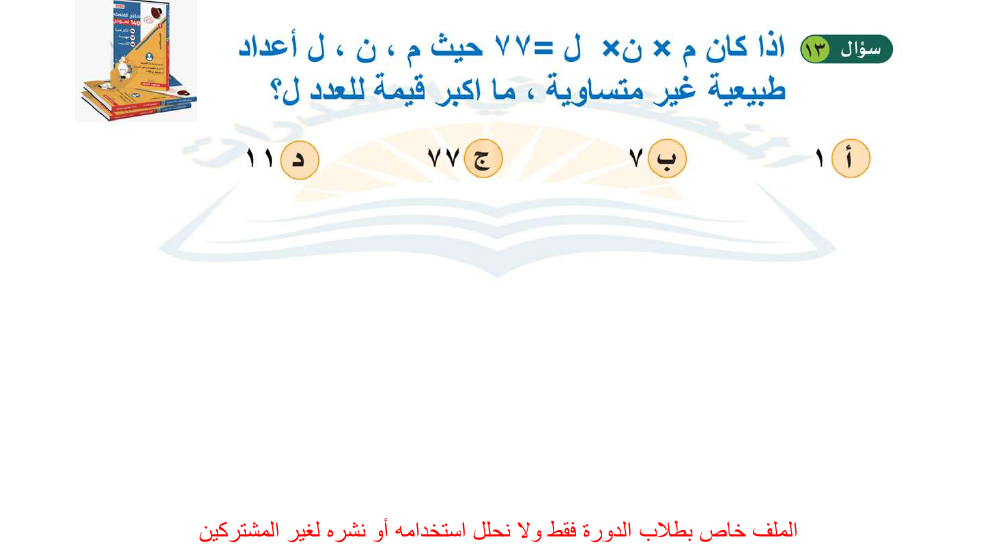 سؤال ١٣
اذا كان م × ن× ل =٧٧ حيث م ، ن ، ل أعداد
طبيعية غير متساوية ، ما اكبر قيمة للعدد ل؟
أ ١
ب ٧
ج ٧٧
د ١١
الملف خاص بطلاب الدورة فقط ولا نحلل استخدامه أو نشره لغير المشتركين